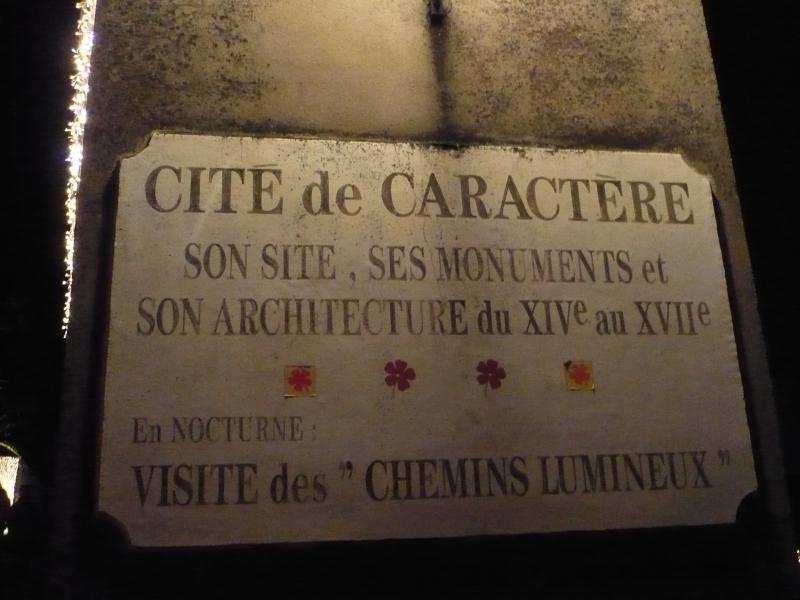 CITÉ de CARACTÈRE
SON SITE, SES MONUMENTS et
SON ARCHITECTURE du XIVe au XVIIe
En NOCTURNE :
VISITE des " CHEMINS LUMINEUX "